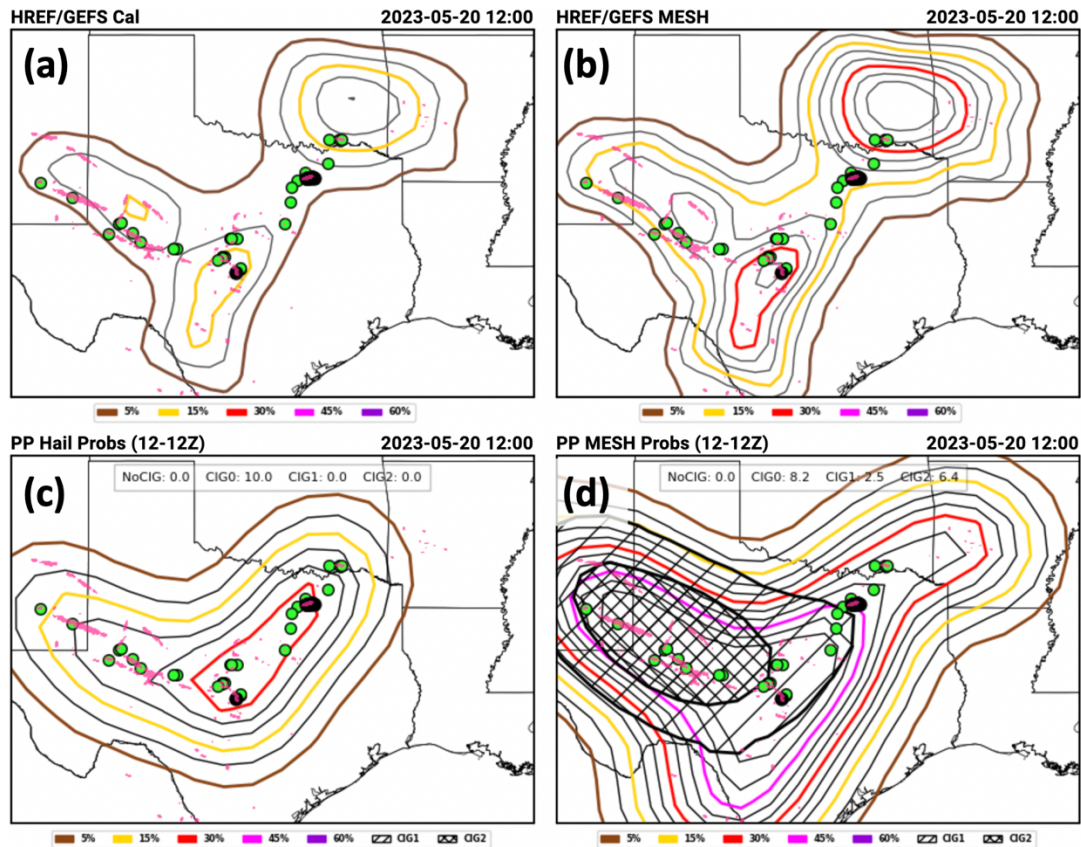 HREF/GEFS Cal 2023-05-20 12:00
(a)
5% 15% 30% 45% 60%
HREF/GEFS MESH 2023-05-20 12:00
(b)
5% 15% 30% 45% 60%
PP Hail Probs (12-12Z) 2023-05-20 12:00
NoCIG: 0.0 CIG0: 10.0 CIG1: 0.0 CIG2: 0.0
(c)
5% 15% 30% 45% 60% CIG1 CIG2
PP MESH Probs (12-12Z) 2023-05-20 12:00
NoCIG: 0.0 CIG0: 8.2 CIG1: 2.5 CIG2: 6.4
(d)
5% 15% 30% 45% 60% CIG1 CIG2